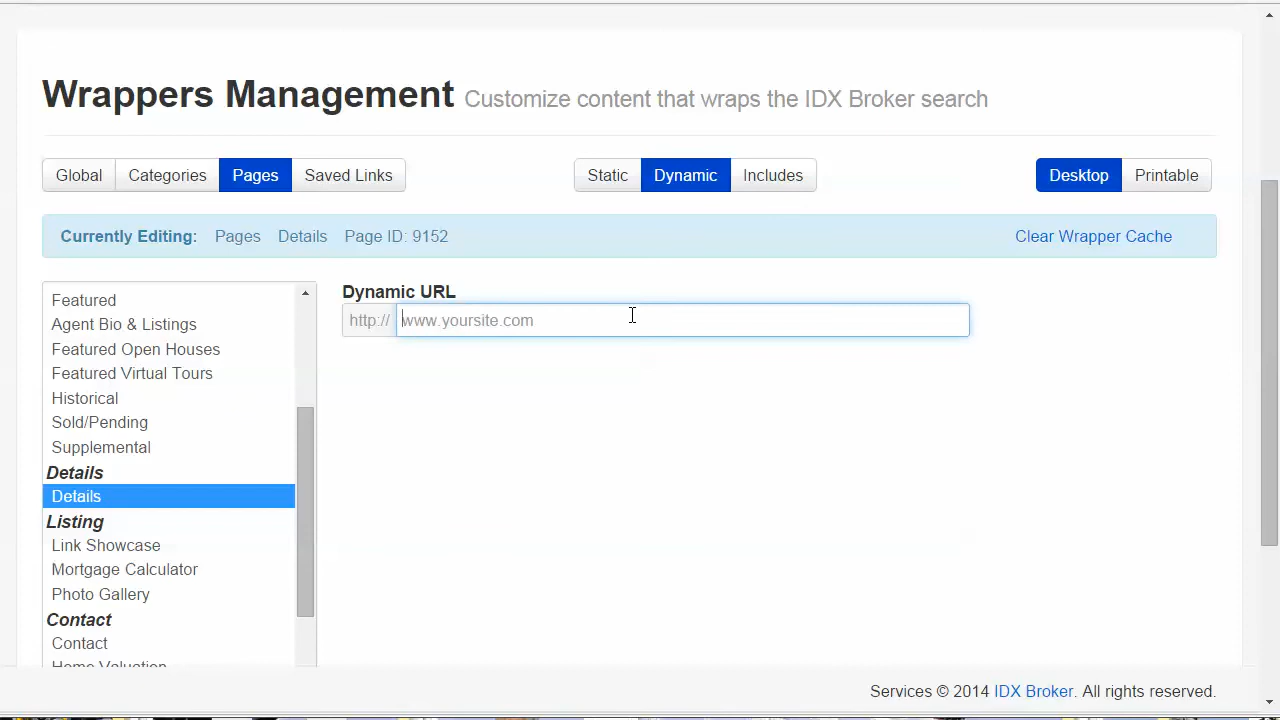 Wrappers Management Customize content that wraps the IDX Broker search
Global Categories Pages Saved Links Static Dynamic Includes Desktop Printable
Currently Editing: Pages Details Page ID: 9152 Clear Wrapper Cache
Dynamic URL
http:// www.yoursite.com
Featured
Agent Bio & Listings
Featured Open Houses
Featured Virtual Tours
Historical
Sold/Pending
Supplemental
Details
Details
Listing
Link Showcase
Mortgage Calculator
Photo Gallery
Contact
Contact
Home Valuation
Services © 2014 IDX Broker. All rights reserved.